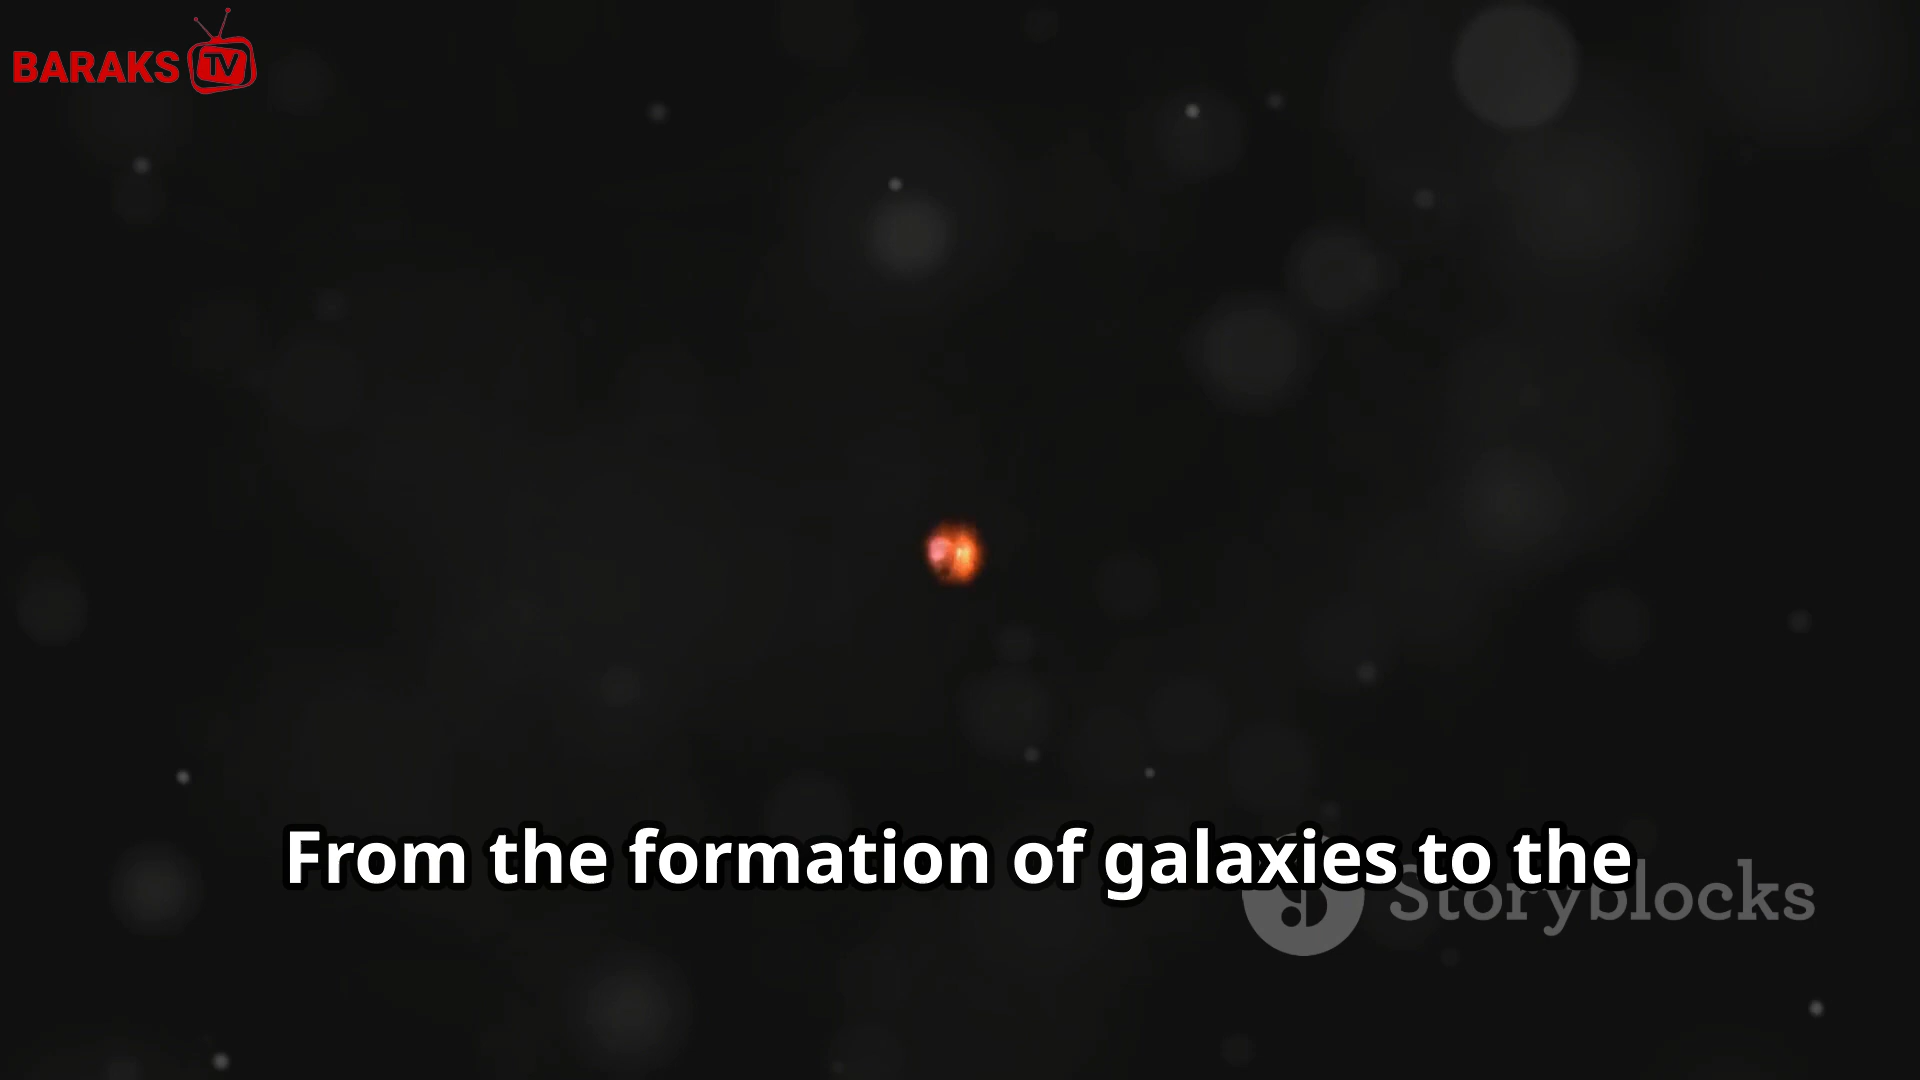 BARAKS TV
From the formation of galaxies to the
Storyblocks